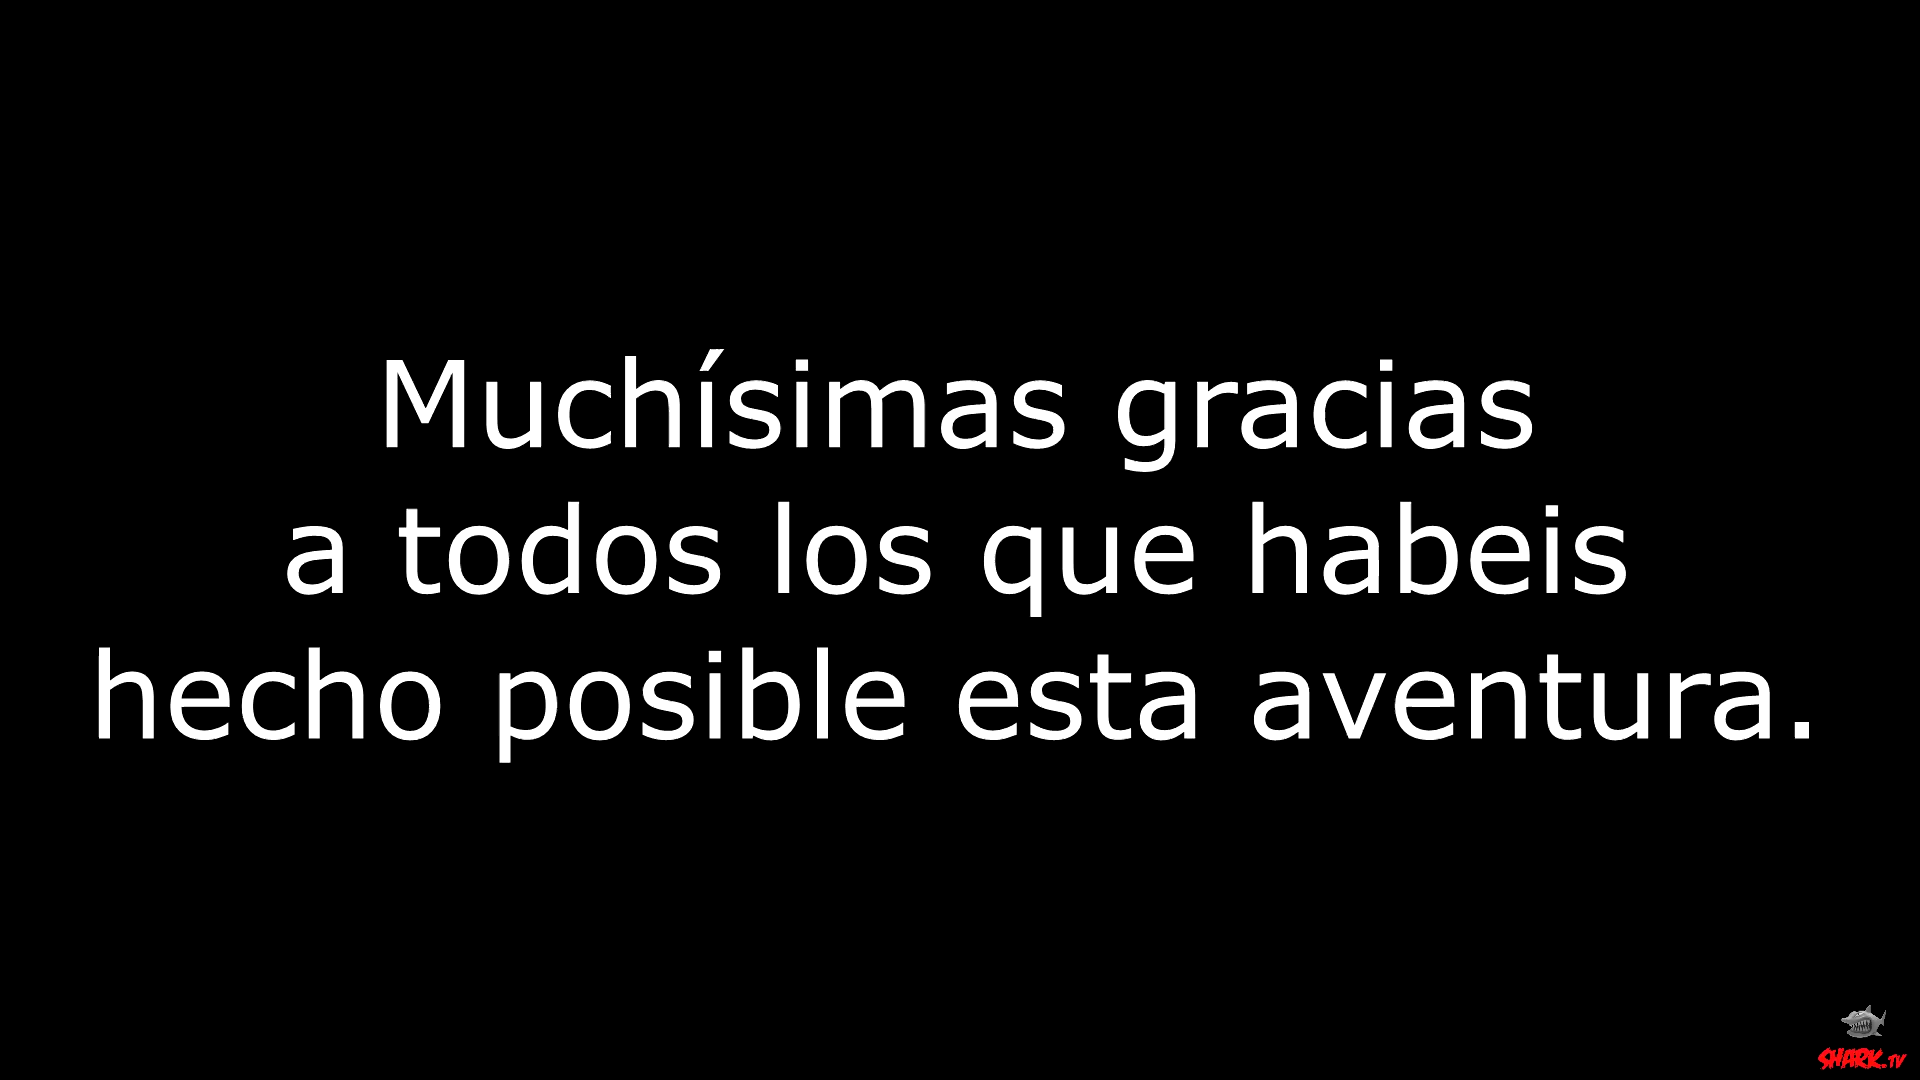 Muchísimas gracias
a todos los que habeis
hecho posible esta aventura.
SHARK.TV